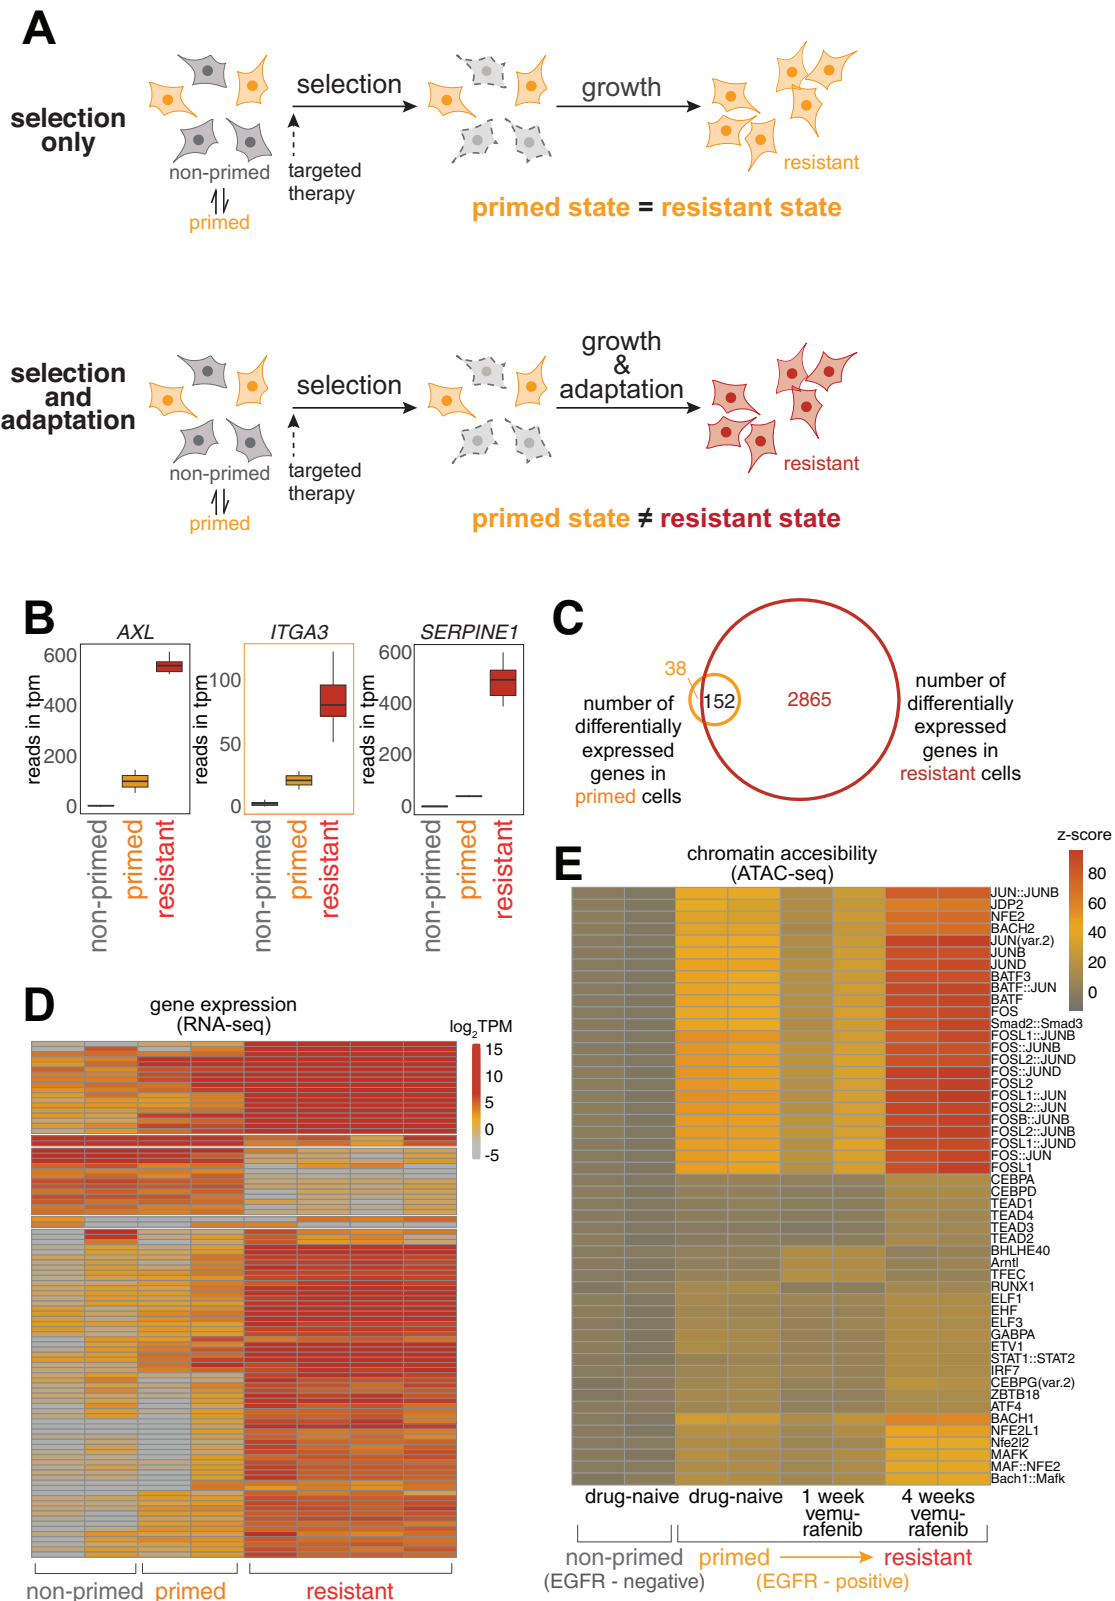 A
selection
only
non-primed
primed
selection
targeted
therapy
growth
resistant
primed state = resistant state
selection
and
adaptation
non-primed
primed
selection
targeted
therapy
growth
&
adaptation
resistant
primed state ≠ resistant state
B
AXL
reads in tpm
600
400
200
0
non-primed
primed
resistant
ITGA3
reads in tpm
100
50
0
non-primed
primed
resistant
SERPINE1
reads in tpm
600
400
200
0
non-primed
primed
resistant
C
38
152
2865
number of
differentially
expressed
genes in
primed cells
number of
differentially
expressed
genes in
resistant cells
D
gene expression
(RNA-seq)
log2TPM
15
10
5
0
-5
non-primed
primed
resistant
E
chromatin accesibility
(ATAC-seq)
z-score
80
60
40
20
0
JUN::JUNB
JDP2
NFE2
BACH2
JUN(var.2)
JUNB
JUND
BATF3
BATF::JUN
BATF
FOS
Smad2::Smad3
FOSL1::JUNB
FOS::JUNB
FOSL2::JUND
FOS::JUND
FOSL2
FOSL1::JUN
FOSL2::JUN
FOSB::JUNB
FOSL2::JUNB
FOSL1::JUND
FOS::JUN
FOSL1
CEBPA
CEBPD
TEAD1
TEAD4
TEAD3
TEAD2
BHLHE40
Arntl
TFEC
RUNX1
ELF1
EHF
ELF3
GABPA
ETV1
STAT1::STAT2
IRF7
CEBPG(var.2)
ZBTB18
ATF4
BACH1
NFE2L1
Nfe2l2
MAFK
MAF::NFE2
Bach1::Mafk
drug-naive
drug-naive
1 week
vemu-
rafenib
4 weeks
vemu-
rafenib
non-primed
(EGFR - negative)
primed
resistant
(EGFR - positive)